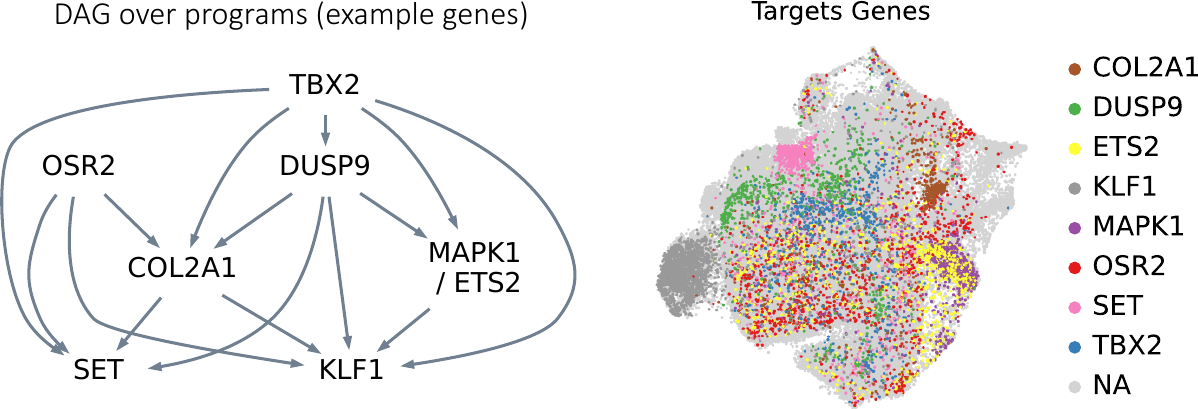 DAG over programs (example genes)
TBX2
OSR2
DUSP9
COL2A1
MAPK1
/ ETS2
SET
KLF1
Targets Genes
COL2A1
DUSP9
ETS2
KLF1
MAPK1
OSR2
SET
TBX2
NA